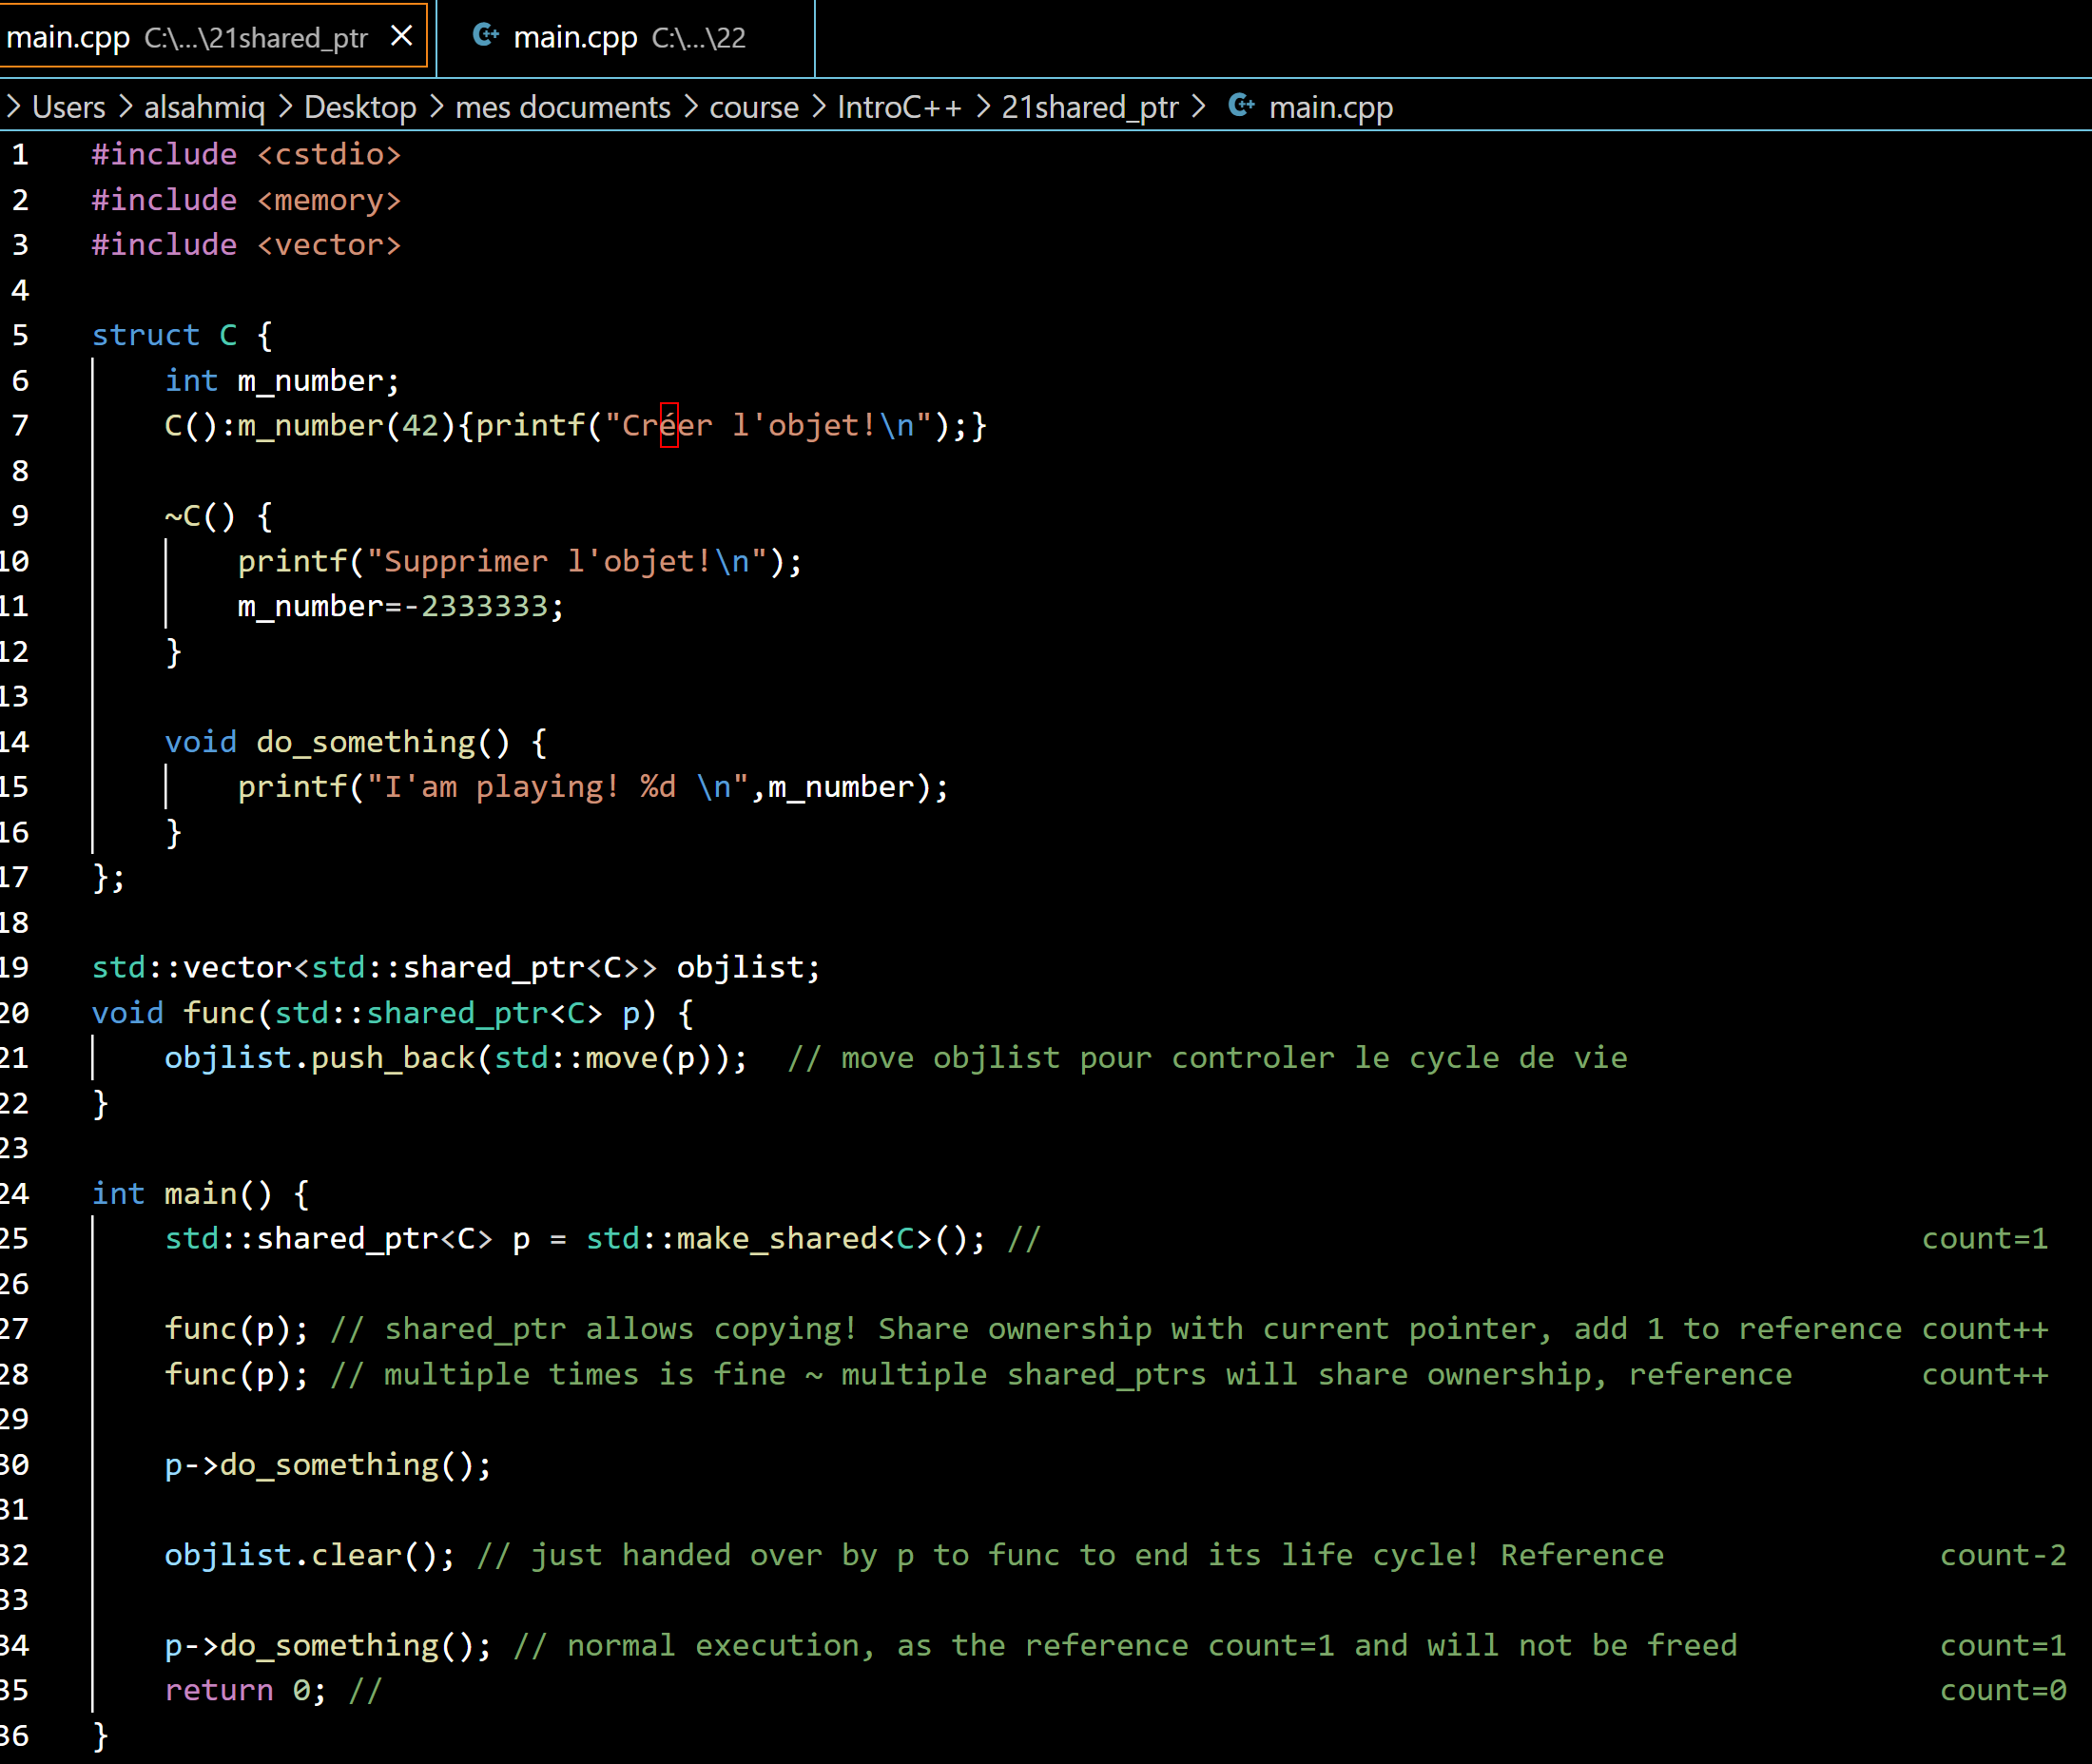 main.cpp C:\...\21shared_ptr main.cpp C:\...\22
Users > alsahmiq > Desktop > mes documents > course > IntroC++ > 21shared_ptr > main.cpp
1 #include <cstdio>
2 #include <memory>
3 #include <vector>
4
5 struct C {
6 int m_number;
7 C():m_number(42){printf("Créer l'objet!\n");}
8
9 ~C() {
10 printf("Supprimer l'objet!\n");
11 m_number=-2333333;
12 }
13
14 void do_something() {
15 printf("I'am playing! %d \n",m_number);
16 }
17 };
18
19 std::vector<std::shared_ptr<C>> objlist;
20 void func(std::shared_ptr<C> p) {
21 objlist.push_back(std::move(p)); // move objlist pour controler le cycle de vie
22 }
23
24 int main() {
25 std::shared_ptr<C> p = std::make_shared<C>(); // count=1
26
27 func(p); // shared_ptr allows copying! Share ownership with current pointer, add 1 to reference count++
28 func(p); // multiple times is fine ~ multiple shared_ptrs will share ownership, reference count++
29
30 p->do_something();
31
32 objlist.clear(); // just handed over by p to func to end its life cycle! Reference count-2
33
34 p->do_something(); // normal execution, as the reference count=1 and will not be freed count=1
35 return 0; // count=0
36 }